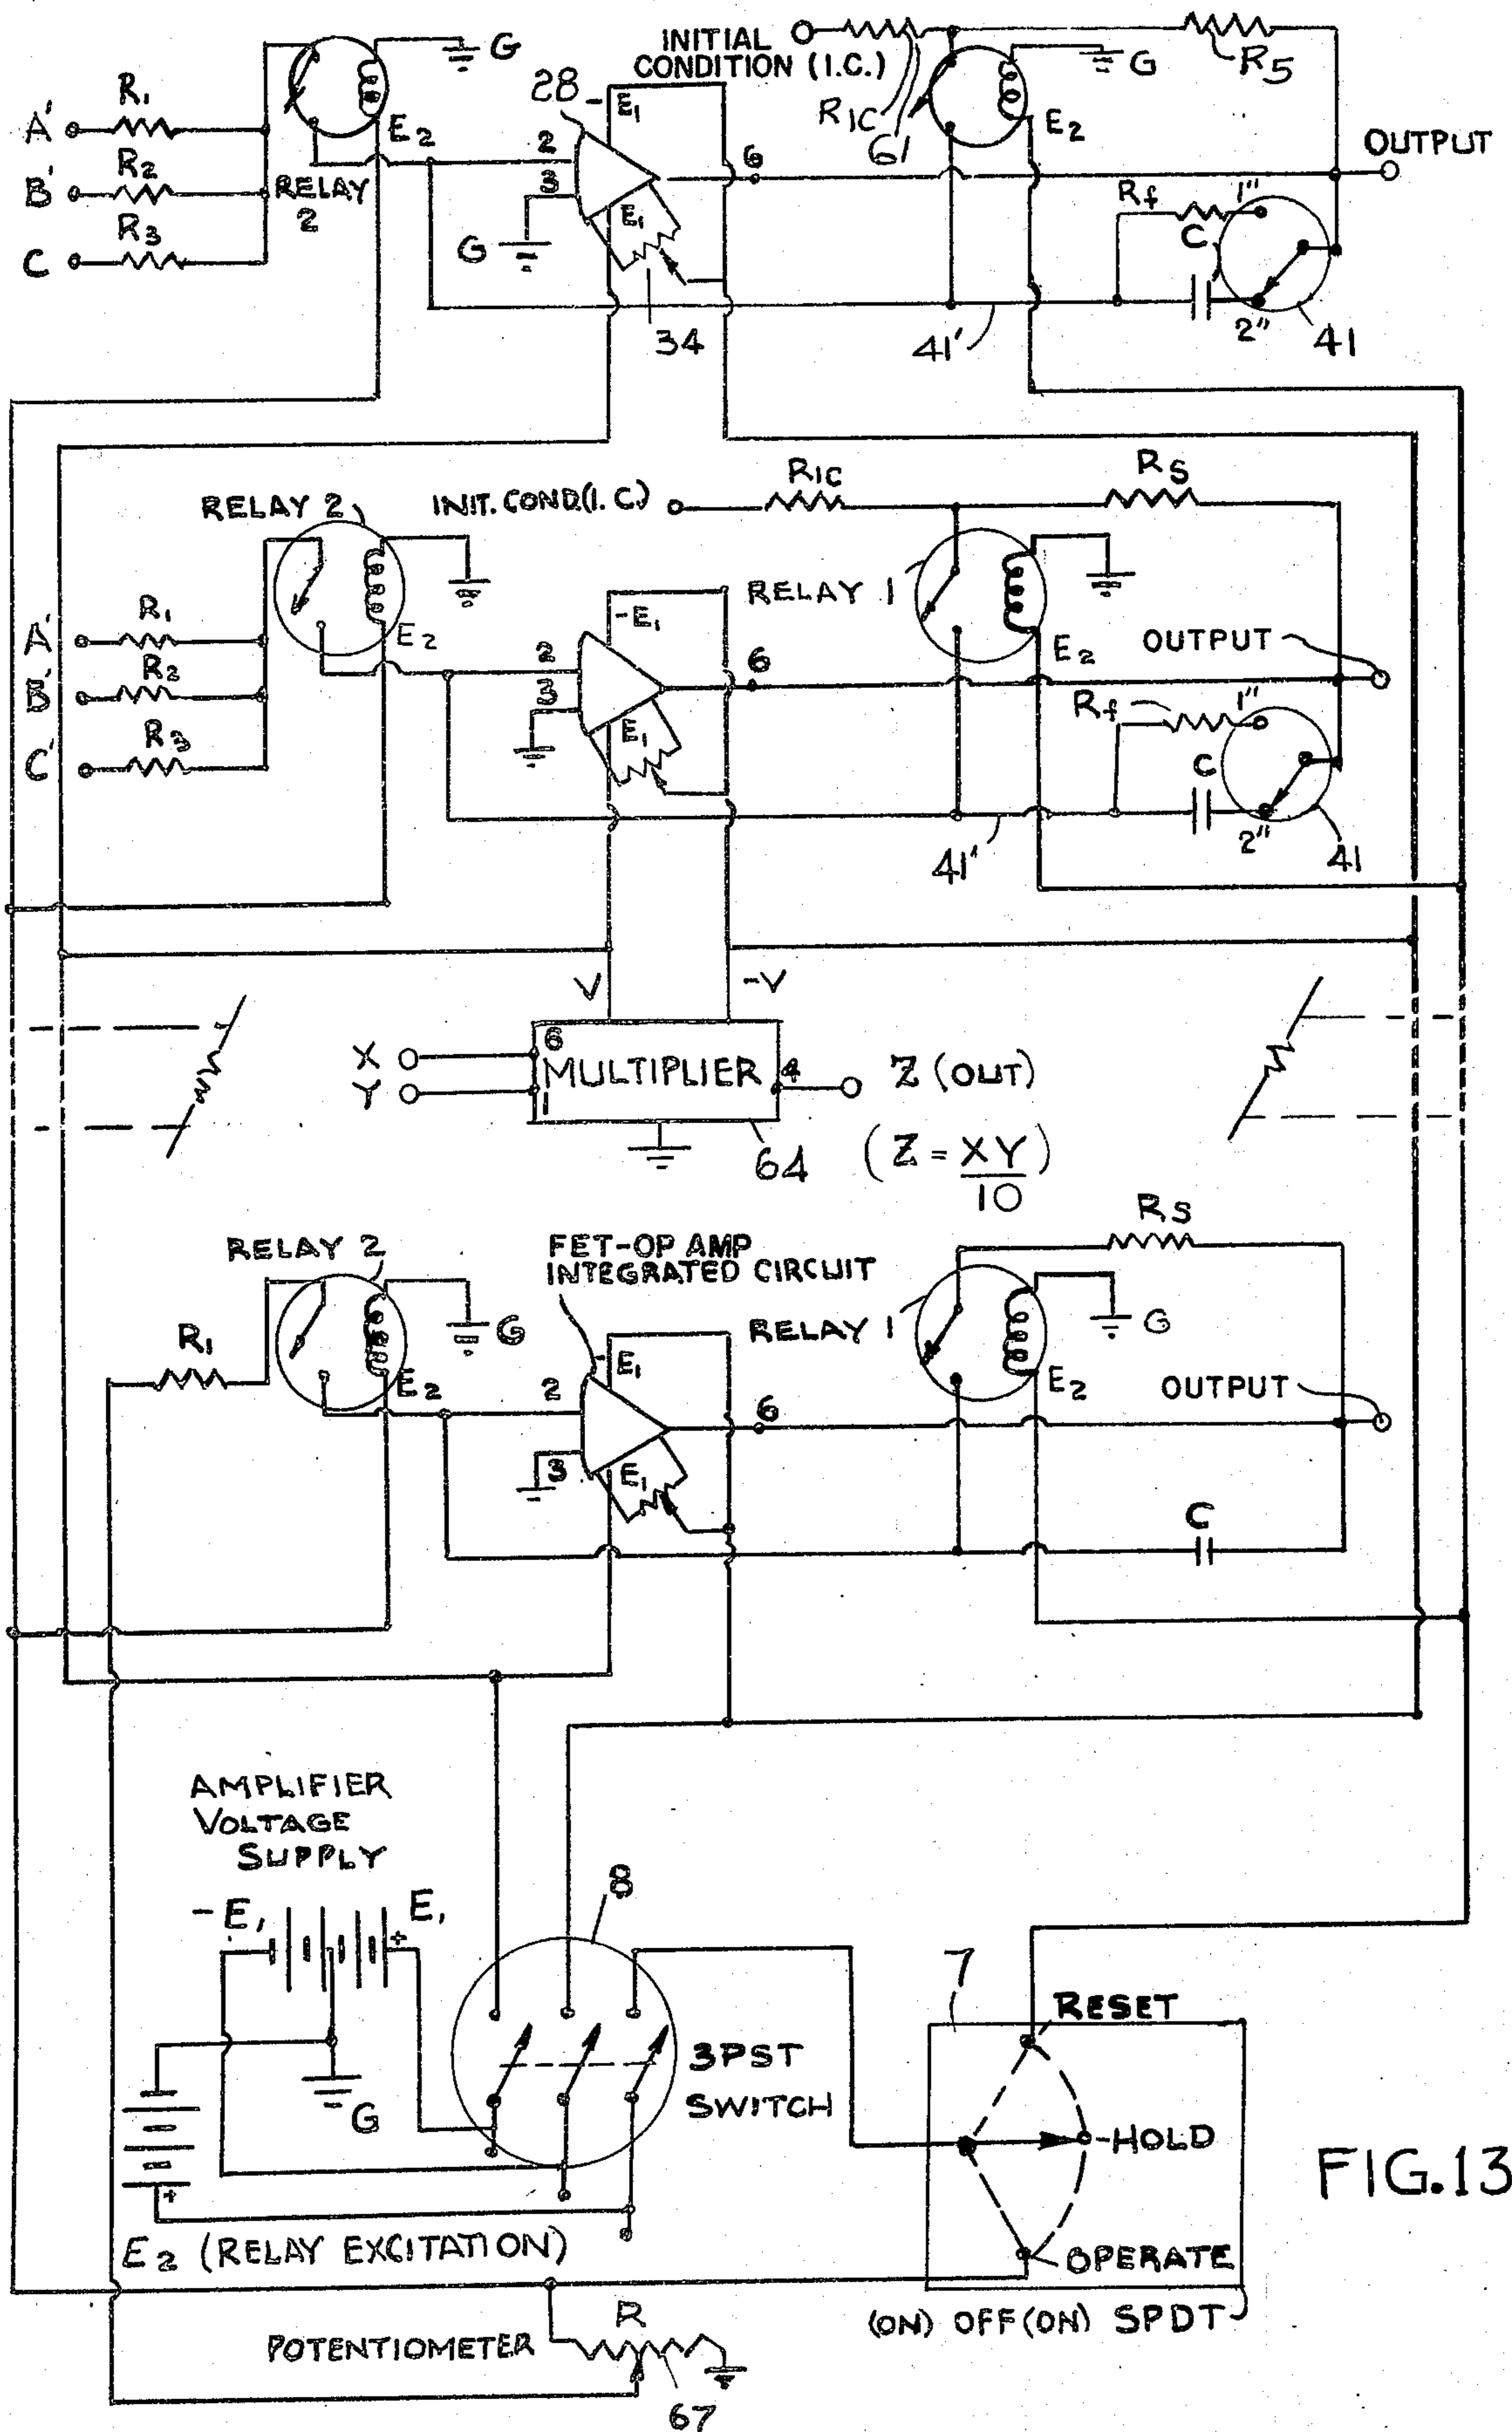 INITIAL
CONDITION (I.C.)
R1C
61
R5
G
E2
OUTPUT
G
R1
A'
R2
B'
R3
C
E2
RELAY
2
28
-E1
2
3
6
E1
G
34
Rf
1"
C
2"
41
41'
RELAY 2
INIT. COND.(I.C.)
R1C
RS
RELAY 1
E2
OUTPUT
A'
R1
B'
R2
C'
R3
E2
-E1
2
3
6
E1
Rf
1"
C
2"
41
41'
V
-V
X
Y
6
1
MULTIPLIER
4
Z (OUT)
64
(Z = XY/10)
RELAY 2
FET-OP AMP
INTEGRATED CIRCUIT
RELAY 1
RS
G
G
R1
E2
-E1
2
3
6
E1
E2
OUTPUT
C
AMPLIFIER
VOLTAGE
SUPPLY
-E1
E1
+
8
G
3PST
SWITCH
7
RESET
-HOLD
OPERATE
(ON) OFF (ON) SPDT
+
E2 (RELAY EXCITATION)
R
POTENTIOMETER
67
FIG.13